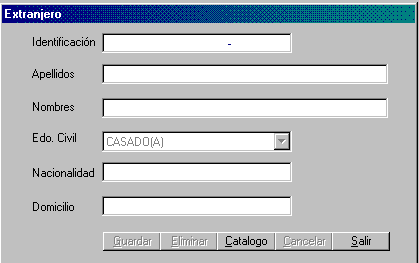 Extranjero
Identificación -
Apellidos
Nombres
Edo. Civil CASADO(A)
Nacionalidad
Domicilio
Guardar Eliminar Catalogo Cancelar Salir